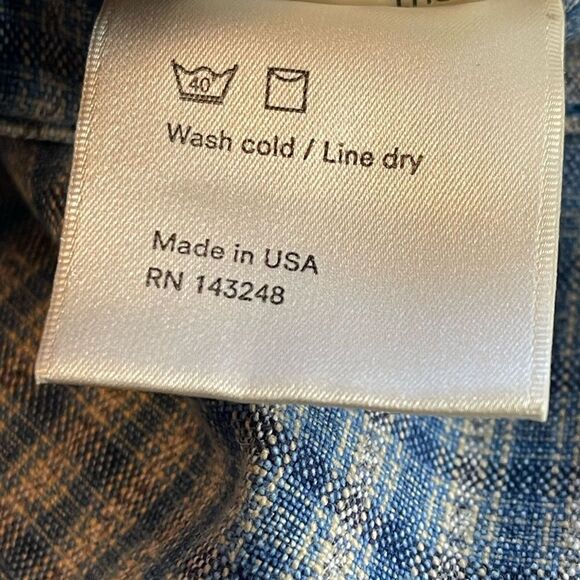 40
Wash cold / Line dry
Made in USA
RN 143248